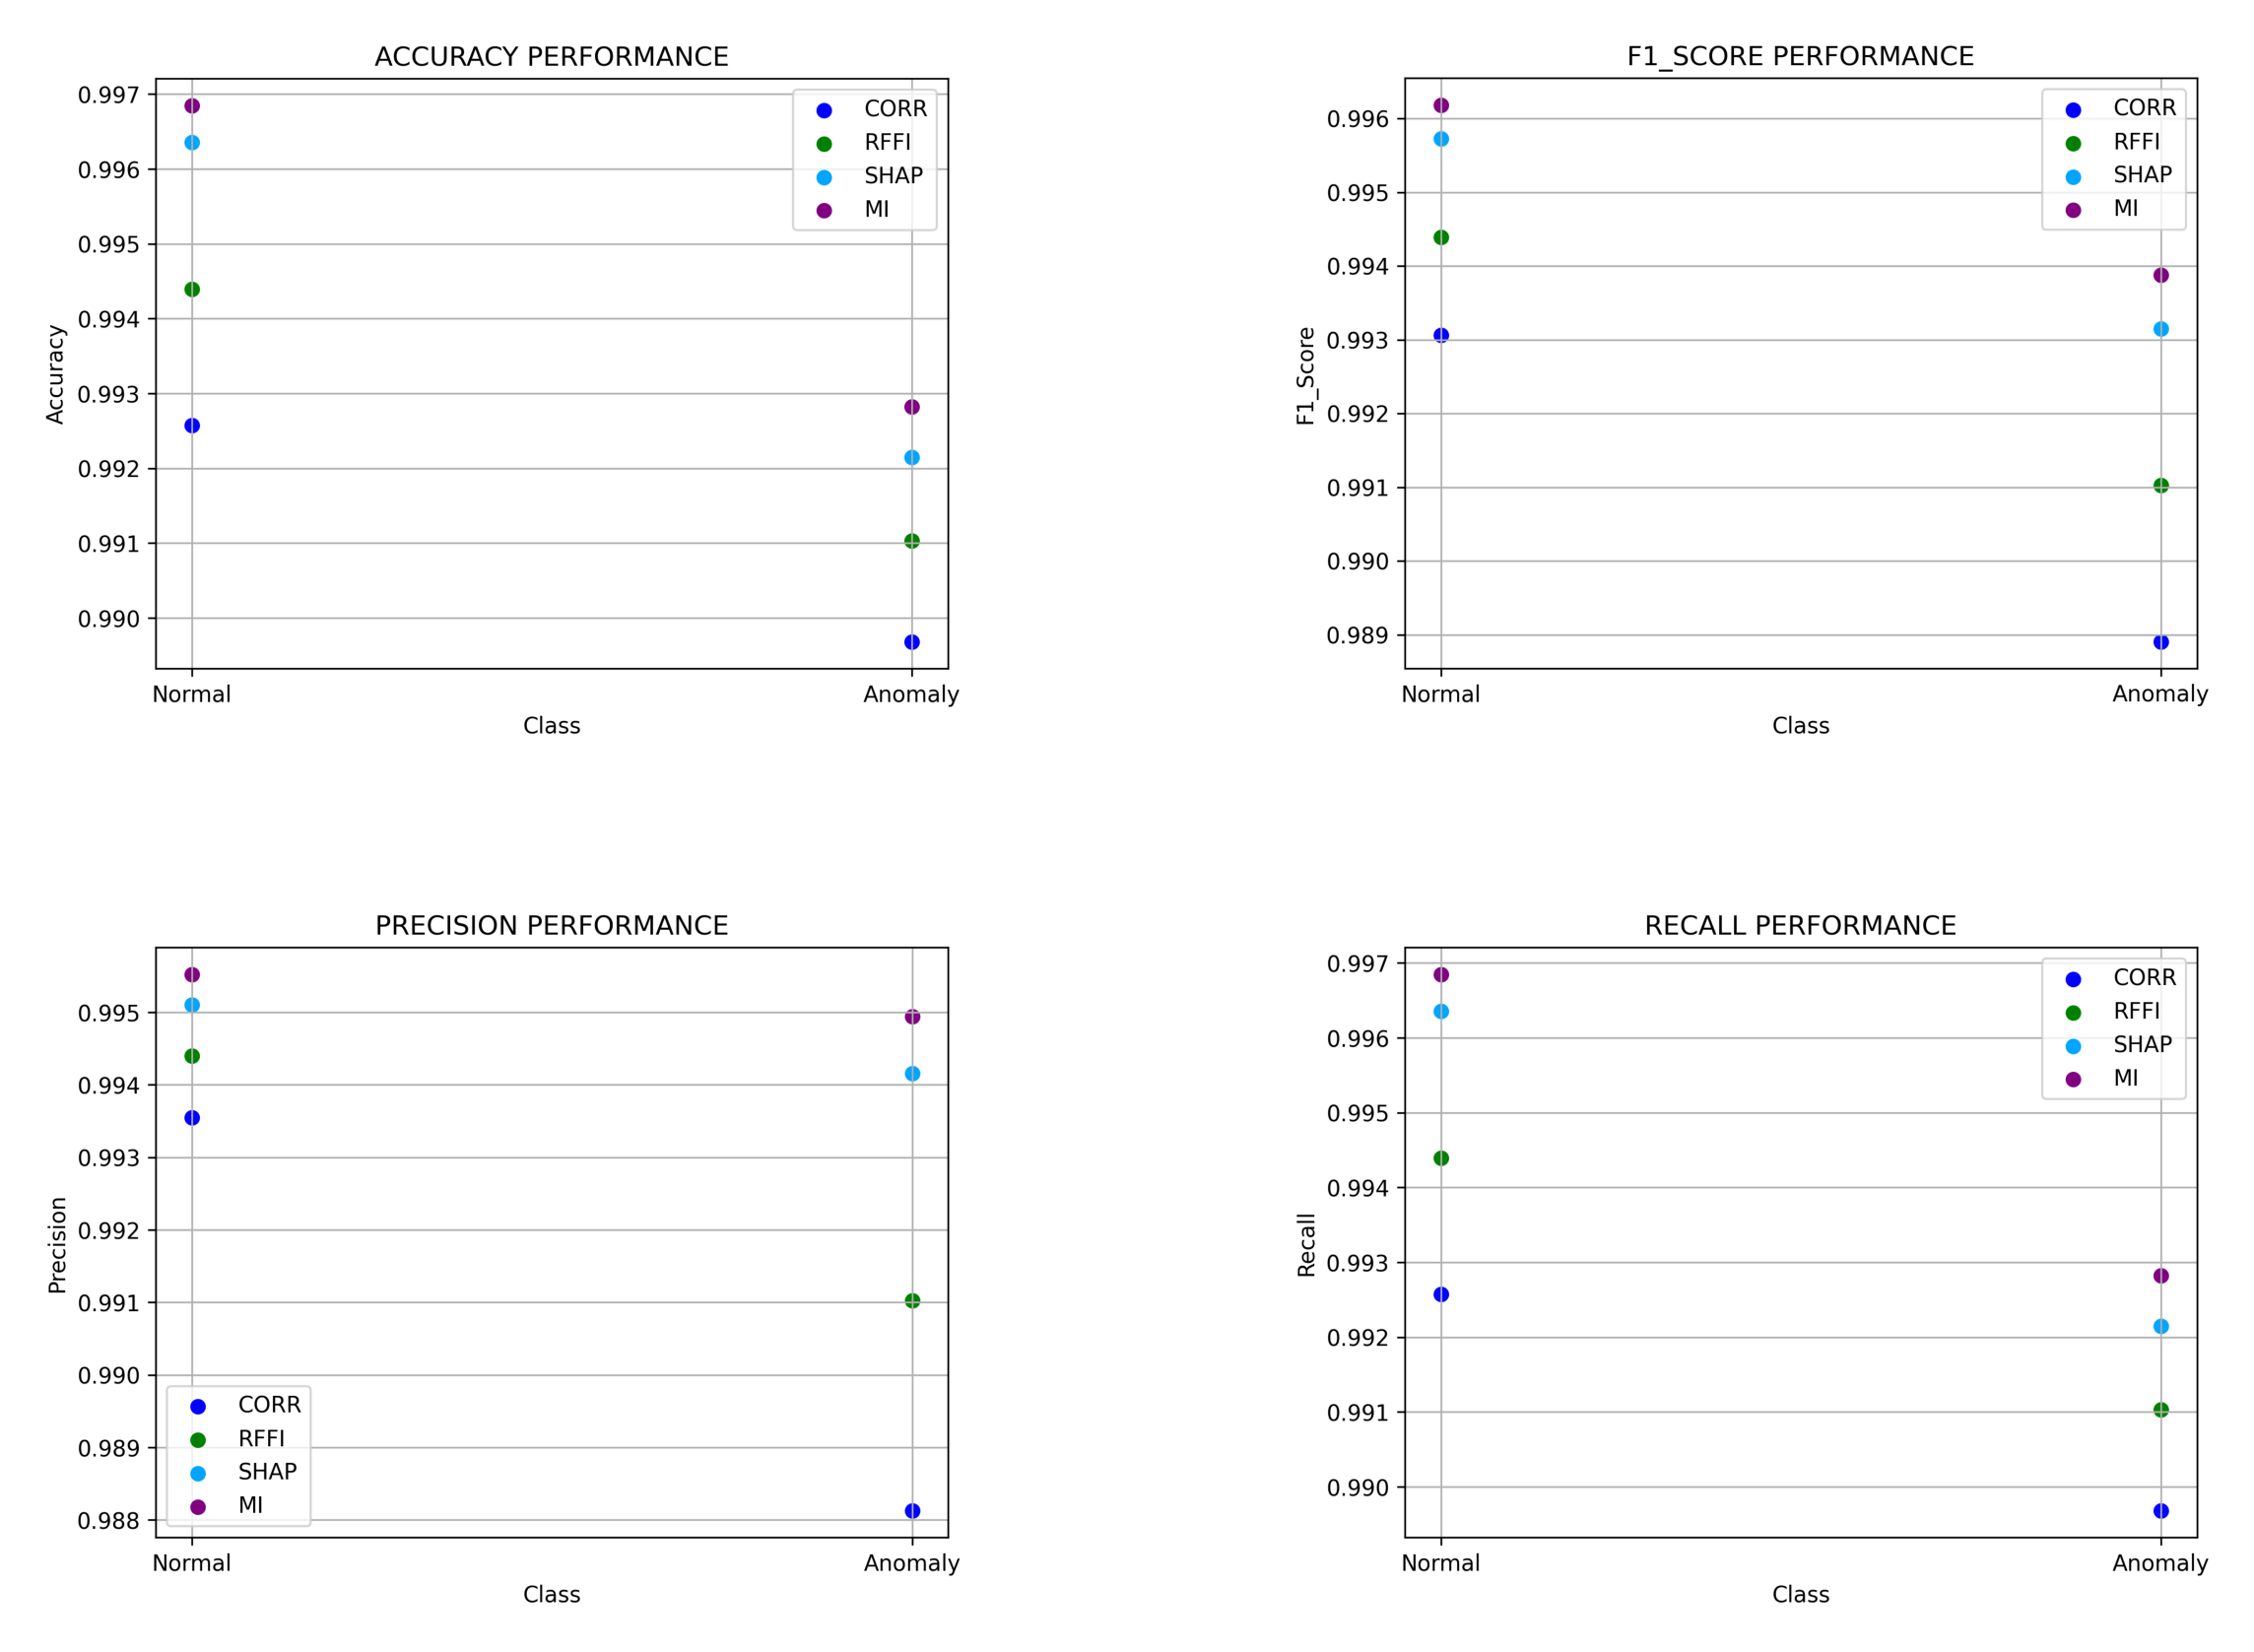 ACCURACY PERFORMANCE
0.997
0.996
0.995
0.994
0.993
0.992
0.991
0.990
Accuracy
CORR
RFFI
SHAP
MI
Normal
Anomaly
Class
F1_SCORE PERFORMANCE
0.996
0.995
0.994
0.993
0.992
0.991
0.990
0.989
F1_Score
CORR
RFFI
SHAP
MI
Normal
Anomaly
Class
PRECISION PERFORMANCE
0.995
0.994
0.993
0.992
0.991
0.990
0.989
0.988
Precision
CORR
RFFI
SHAP
MI
Normal
Anomaly
Class
RECALL PERFORMANCE
0.997
0.996
0.995
0.994
0.993
0.992
0.991
0.990
Recall
CORR
RFFI
SHAP
MI
Normal
Anomaly
Class